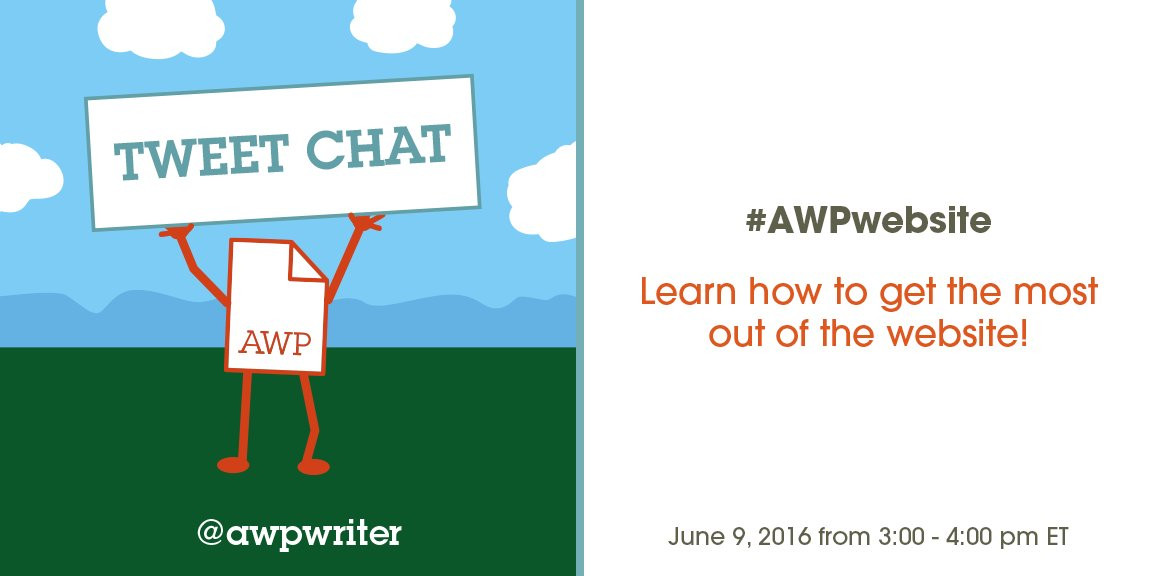 TWEET CHAT
AWP
@awpwriter
#AWPwebsite
Learn how to get the most
out of the website!
June 9, 2016 from 3:00 - 4:00 pm ET